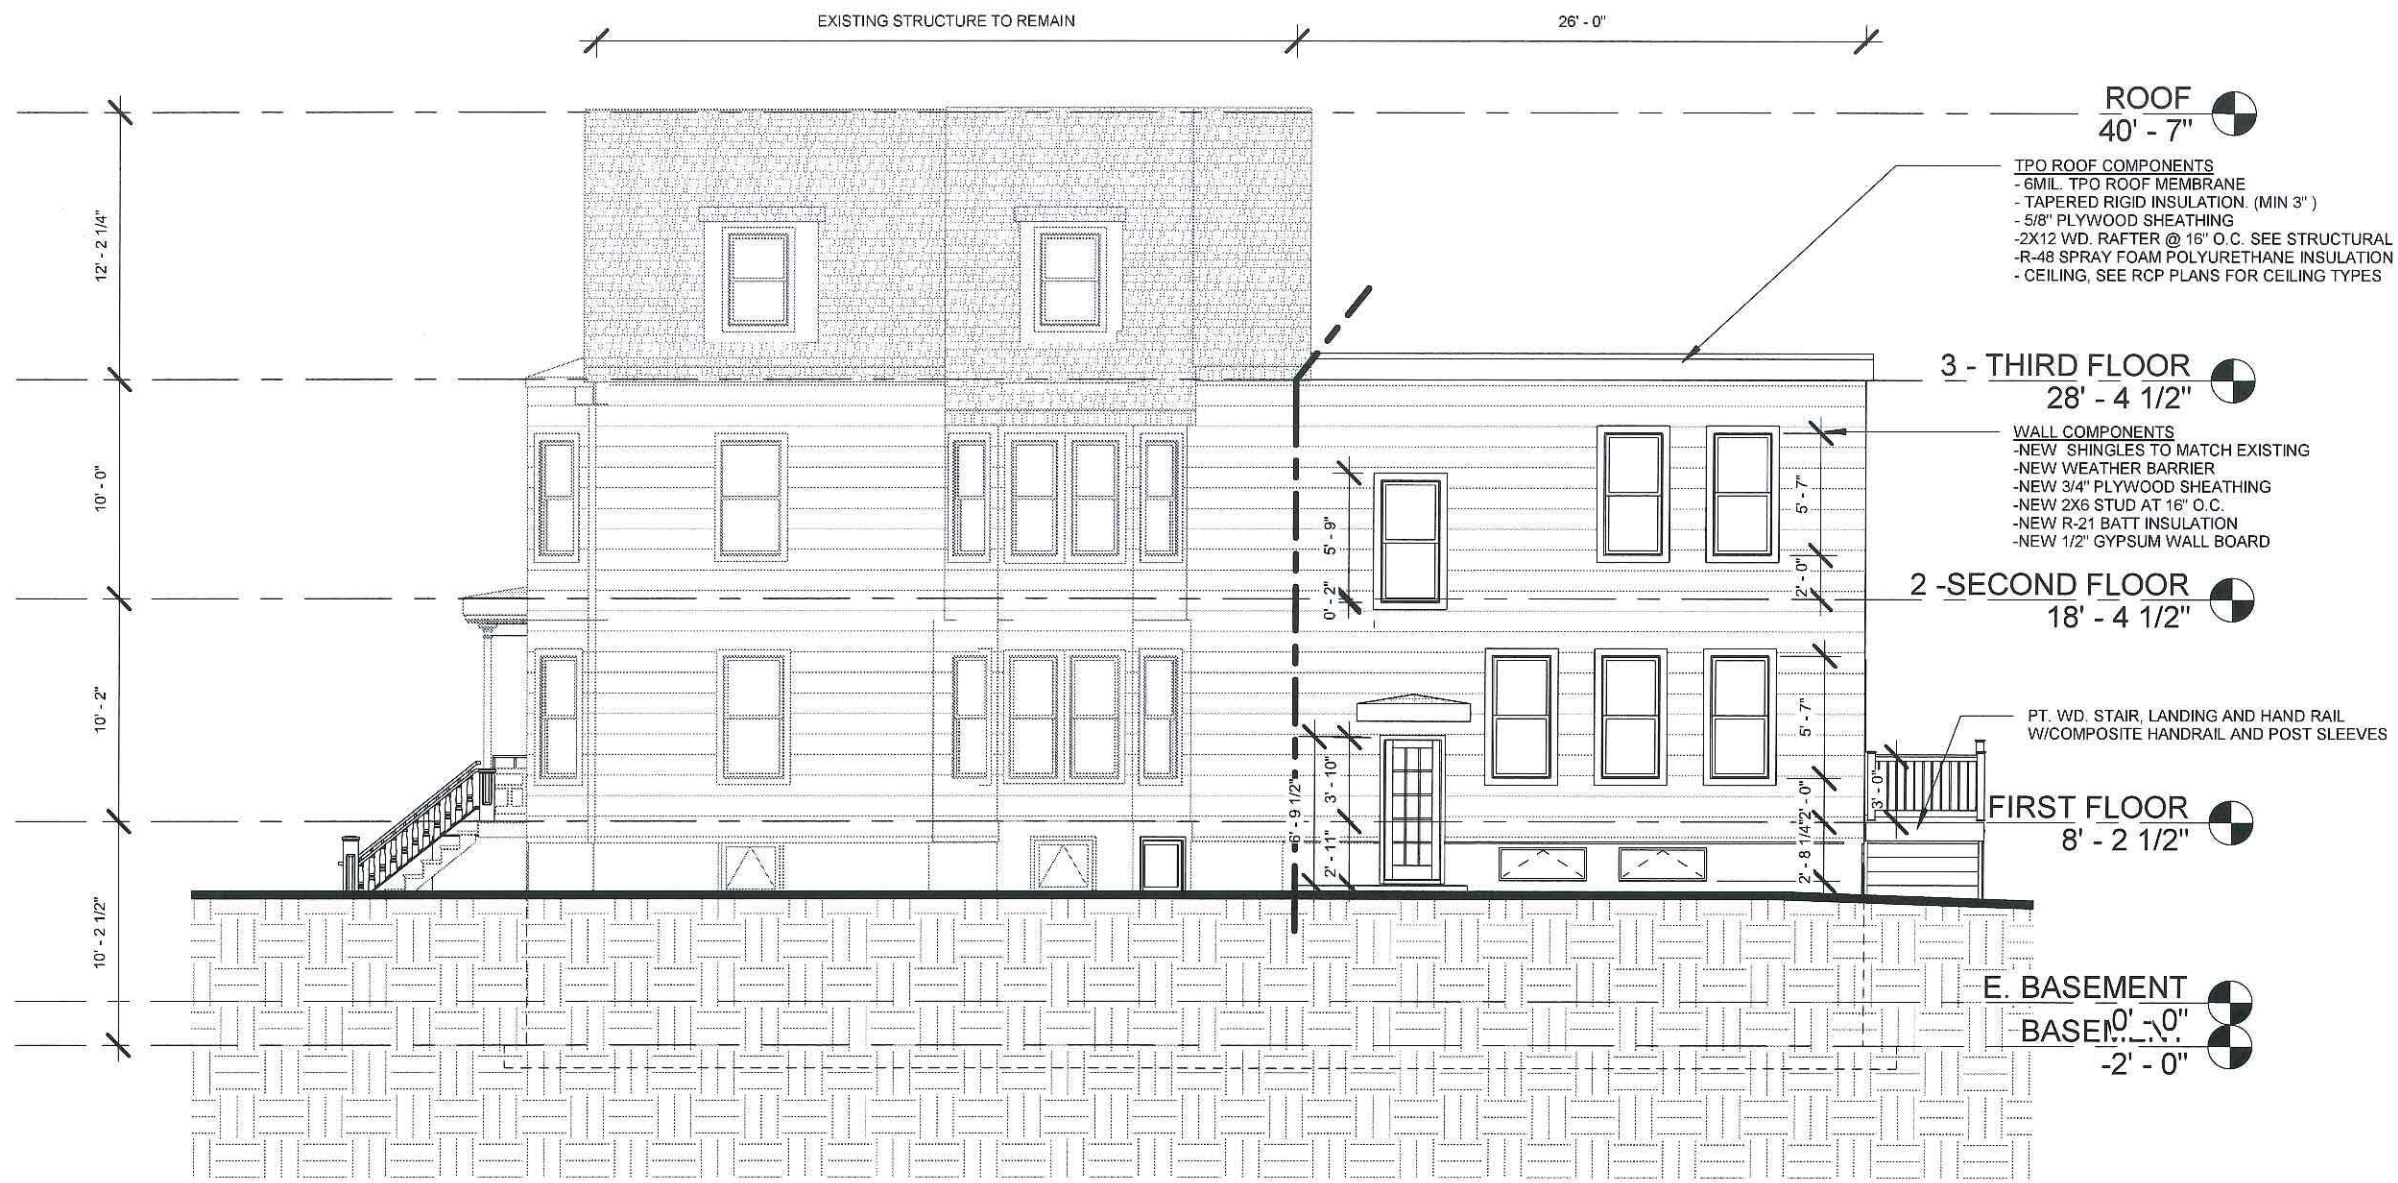 EXISTING STRUCTURE TO REMAIN
26' - 0"
ROOF
40' - 7"
TPO ROOF COMPONENTS
- 6MIL. TPO ROOF MEMBRANE
- TAPERED RIGID INSULATION. (MIN 3" )
- 5/8" PLYWOOD SHEATHING
-2X12 WD. RAFTER @ 16" O.C. SEE STRUCTURAL
-R-48 SPRAY FOAM POLYURETHANE INSULATION
- CEILING, SEE RCP PLANS FOR CEILING TYPES
12' - 2 1/4"
3 - THIRD FLOOR
28' - 4 1/2"
WALL COMPONENTS
-NEW SHINGLES TO MATCH EXISTING
-NEW WEATHER BARRIER
-NEW 3/4" PLYWOOD SHEATHING
-NEW 2X6 STUD AT 16" O.C.
-NEW R-21 BATT INSULATION
-NEW 1/2" GYPSUM WALL BOARD
10' - 0"
5' - 9"
0' - 2"
5' - 7"
2' - 0"
2 -SECOND FLOOR
18' - 4 1/2"
10' - 2"
PT. WD. STAIR, LANDING AND HAND RAIL
W/COMPOSITE HANDRAIL AND POST SLEEVES
6' - 9 1/2"
3' - 10"
2' - 11"
5' - 7"
2' - 0"
2' - 8 1/4"
3' - 0"
FIRST FLOOR
8' - 2 1/2"
10' - 2 1/2"
E. BASEMENT
0' - 0"
-2' - 0"